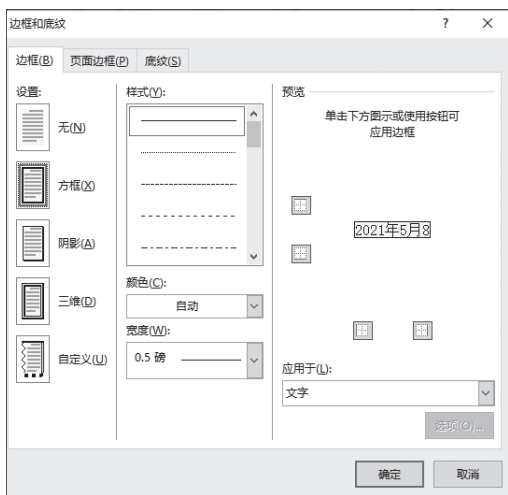 边框和底纹 ? ×
边框(B) 页面边框(P) 底纹(S)
设置:
无(N)
方框(X)
阴影(A)
三维(D)
自定义(U)
样式(Y):
颜色(C):
自动
宽度(W):
0.5 磅
预览
单击下方图示或使用按钮可
应用边框
2021年5月8
应用于(L):
文字
选项(O)...
确定 取消